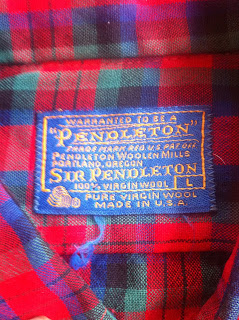 WARRANTED TO BE A
"PENDLETON"
TRADE MARK REG. U.S. PAT. OFF.
PENDLETON WOOLEN MILLS
PORTLAND, OREGON
SIR PENDLETON
100% VIRGIN WOOL L
PURE VIRGIN WOOL
MADE IN U.S.A.